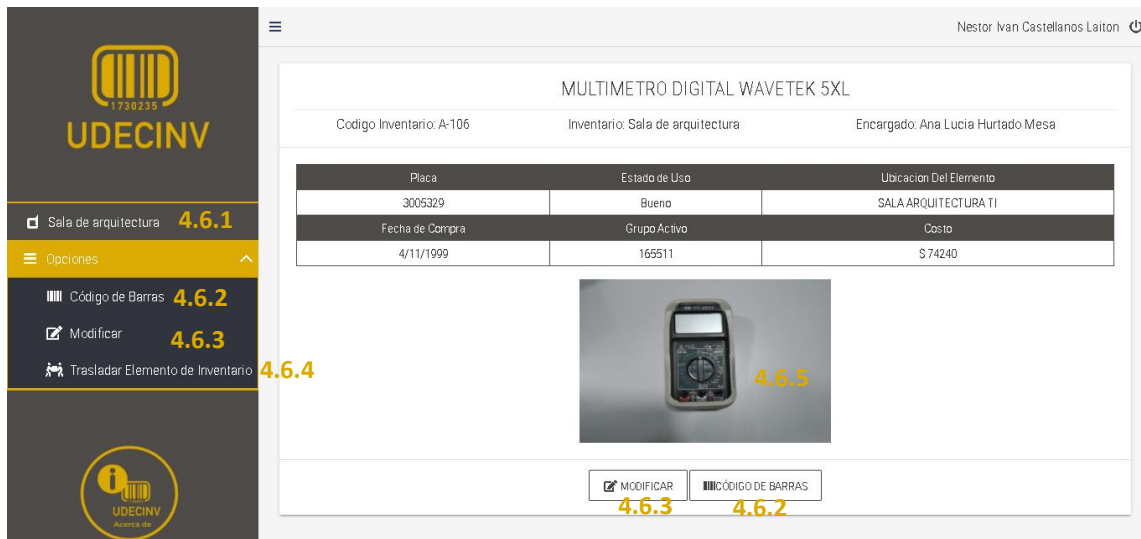 Nestor Ivan Castellanos Laiton
1730235
UDECINV
Sala de arquitectura 4.6.1
Opciones
Código de Barras 4.6.2
Modificar 4.6.3
Trasladar Elemento de Inventario 4.6.4
UDECINV
Acerca de
MULTIMETRO DIGITAL WAVETEK 5XL
Codigo Inventario: A-106 Inventario: Sala de arquitectura Encargado: Ana Lucia Hurtado Mesa
Placa Estado de Uso Ubicacion Del Elemento
3005329 Bueno SALA ARQUITECTURA TI
Fecha de Compra Grupo Activo Costo
4/11/1999 165511 $ 74240
4.6.5
MODIFICAR CÓDIGO DE BARRAS
4.6.3 4.6.2